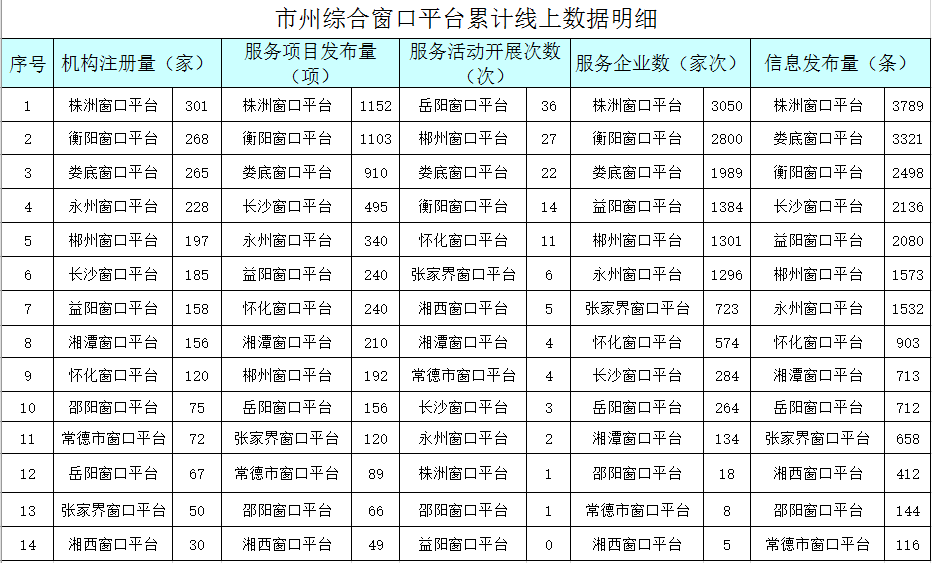 市州综合窗口平台累计线上数据明细
序号 机构注册量（家） 服务项目发布量（项） 服务活动开展次数（次） 服务企业数（家次） 信息发布量（条）
1 株洲窗口平台 301 株洲窗口平台 1152 岳阳窗口平台 36 株洲窗口平台 3050 株洲窗口平台 3789
2 衡阳窗口平台 268 衡阳窗口平台 1103 郴州窗口平台 27 衡阳窗口平台 2800 娄底窗口平台 3321
3 娄底窗口平台 265 娄底窗口平台 910 娄底窗口平台 22 娄底窗口平台 1989 衡阳窗口平台 2498
4 永州窗口平台 228 长沙窗口平台 495 衡阳窗口平台 14 益阳窗口平台 1384 长沙窗口平台 2136
5 郴州窗口平台 197 永州窗口平台 340 怀化窗口平台 11 郴州窗口平台 1301 益阳窗口平台 2080
6 长沙窗口平台 185 益阳窗口平台 240 张家界窗口平台 6 永州窗口平台 1296 郴州窗口平台 1573
7 益阳窗口平台 158 怀化窗口平台 240 湘西窗口平台 5 张家界窗口平台 723 永州窗口平台 1532
8 湘潭窗口平台 156 湘潭窗口平台 210 湘潭窗口平台 4 怀化窗口平台 574 怀化窗口平台 903
9 怀化窗口平台 120 郴州窗口平台 192 常德市窗口平台 4 长沙窗口平台 284 湘潭窗口平台 713
10 邵阳窗口平台 75 岳阳窗口平台 156 长沙窗口平台 3 岳阳窗口平台 264 岳阳窗口平台 712
11 常德市窗口平台 72 张家界窗口平台 120 永州窗口平台 2 湘潭窗口平台 134 张家界窗口平台 658
12 岳阳窗口平台 67 常德市窗口平台 89 株洲窗口平台 1 邵阳窗口平台 18 湘西窗口平台 412
13 张家界窗口平台 50 邵阳窗口平台 66 邵阳窗口平台 1 常德市窗口平台 8 邵阳窗口平台 144
14 湘西窗口平台 30 湘西窗口平台 49 益阳窗口平台 0 湘西窗口平台 5 常德市窗口平台 116